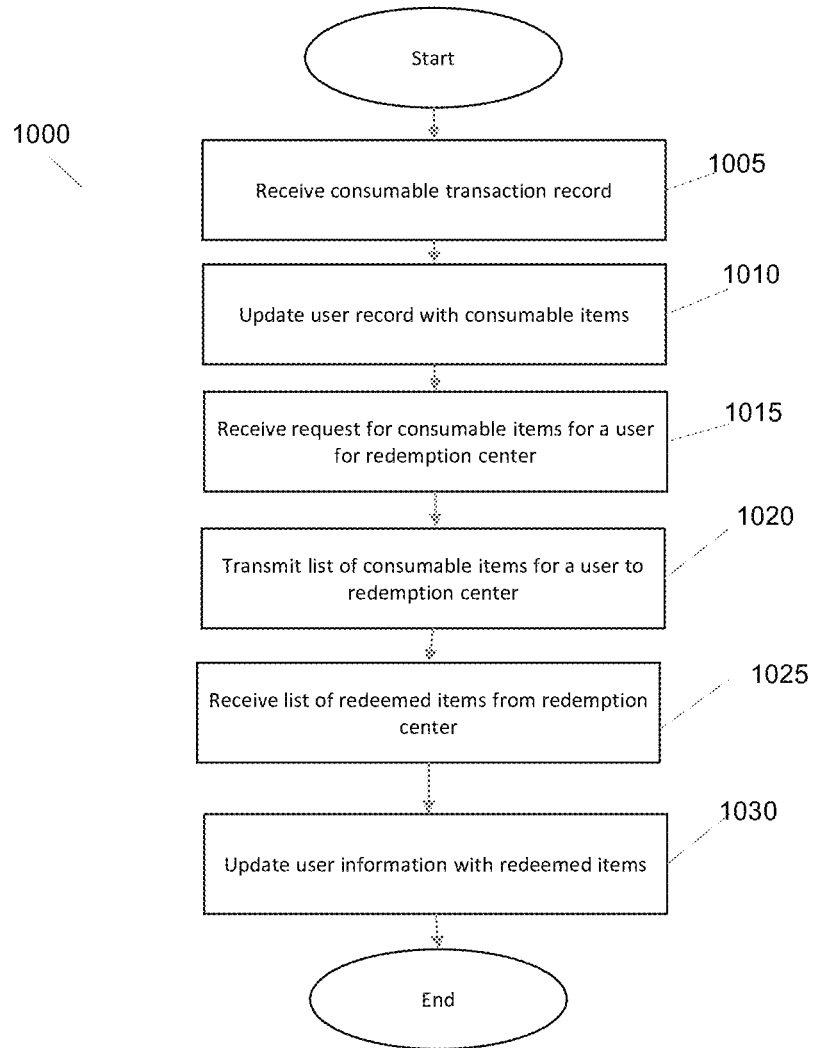 Start
1000
1005
Receive consumable transaction record
1010
Update user record with consumable items
1015
Receive request for consumable items for a user
for redemption center
1020
Transmit list of consumable items for a user to
redemption center
1025
Receive list of redeemed items from redemption
center
1030
Update user information with redeemed items
End